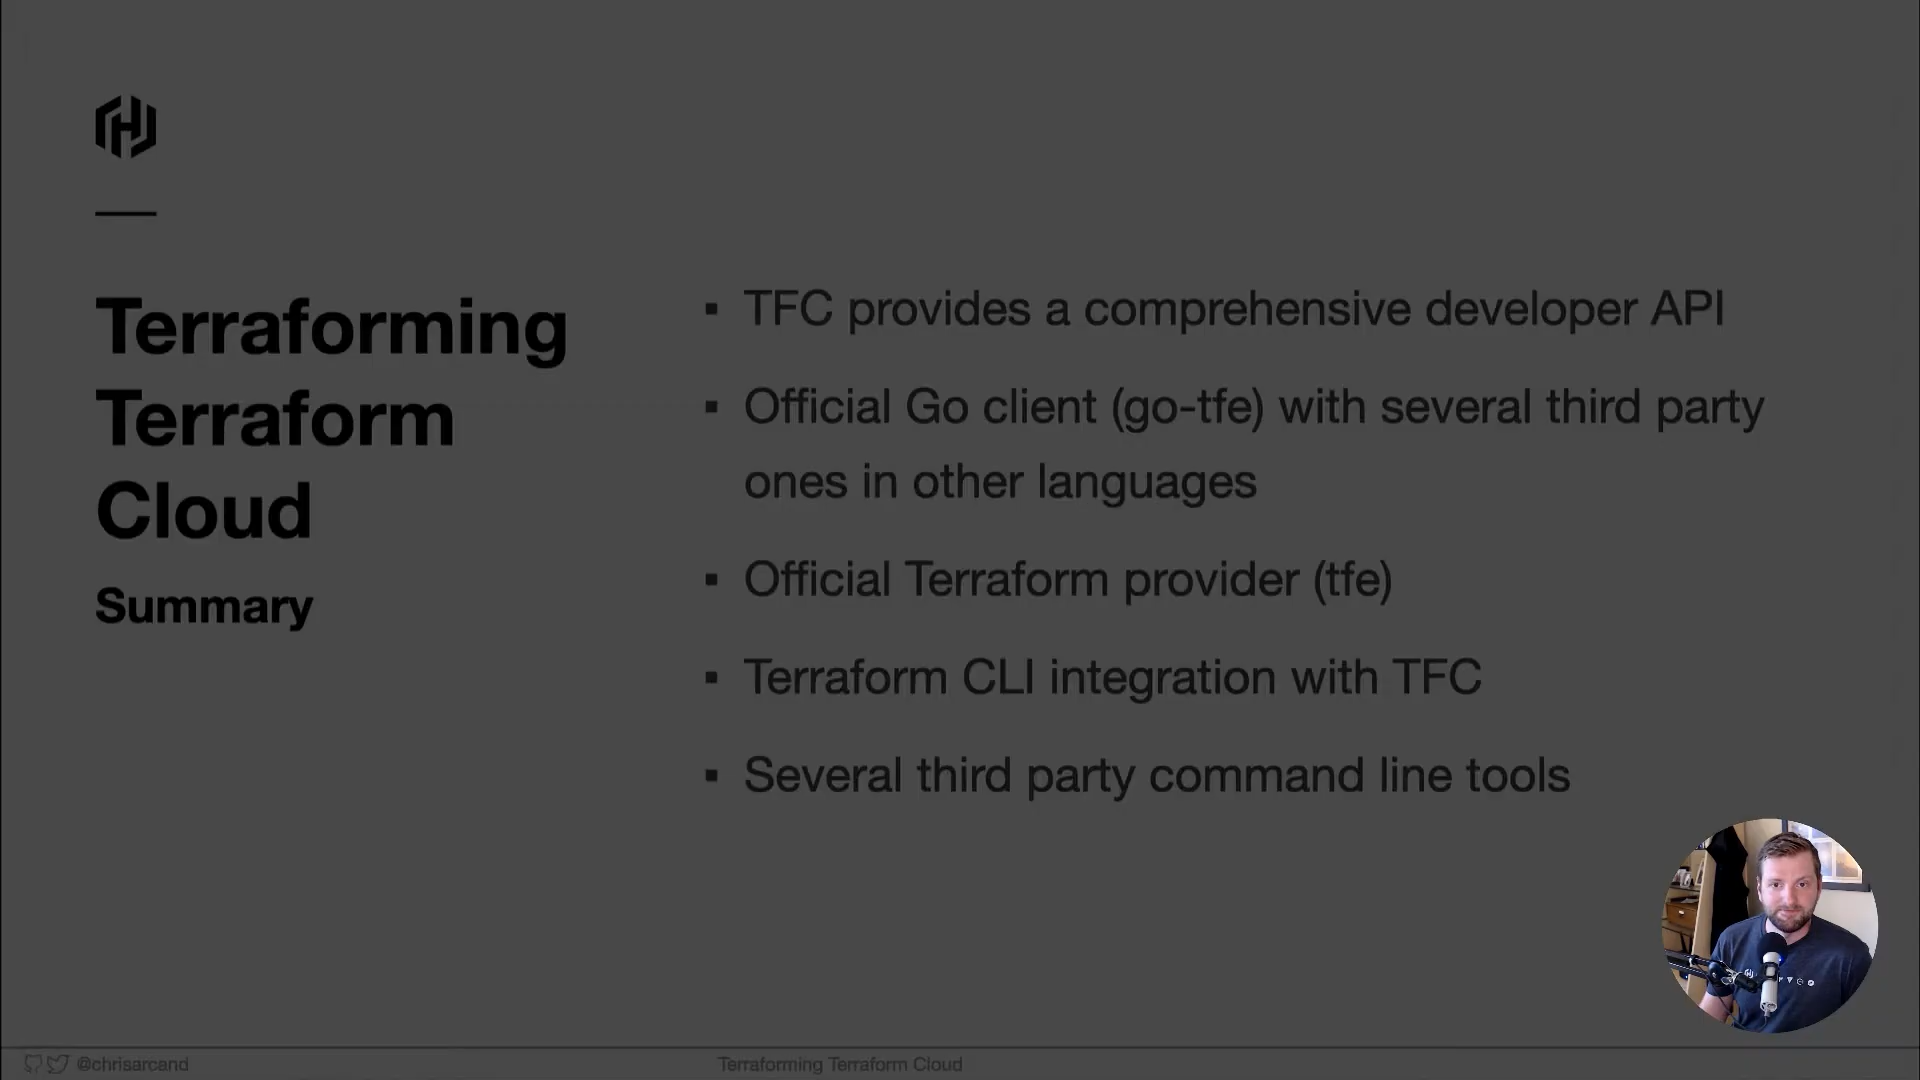 Terraforming
Terraform
Cloud
Summary
▪ TFC provides a comprehensive developer API
▪ Official Go client (go-tfe) with several third party
ones in other languages
▪ Official Terraform provider (tfe)
▪ Terraform CLI integration with TFC
▪ Several third party command line tools
@chrisarcand
Terraforming Terraform Cloud